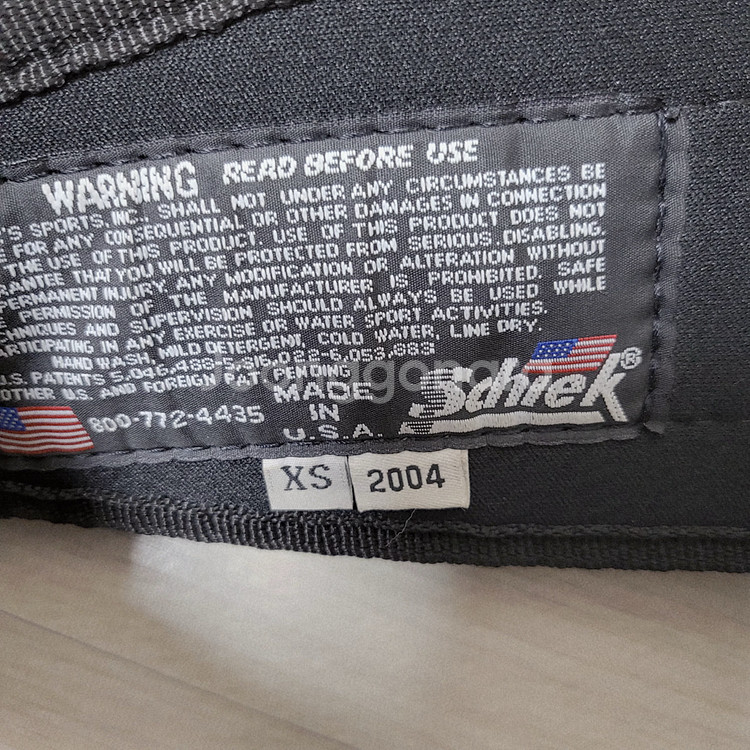 WARNING READ BEFORE USE
'S SPORTS INC. SHALL NOT UNDER ANY CIRCUMSTANCES BE
FOR ANY CONSEQUENTIAL OR OTHER DAMAGES IN CONNECTION
THE USE OF THIS PRODUCT. USE OF THIS PRODUCT DOES NOT
RANTEE THAT YOU WILL BE PROTECTED FROM SERIOUS. DISABLING.
PERMANENT INJURY. ANY MODIFICATION OR ALTERATION WITHOUT
PERMISSION OF THE MANUFACTURER IS PROHIBITED. SAFE
CHNIQUES AND SUPERVISION SHOULD ALWAYS BE USED WHILE
ARTICIPATING IN ANY EXERCISE OR WATER SPORT ACTIVITIES.
HAND WASH, MILD DETERGENT, COLD WATER, LINE DRY.
U.S. PATENTS
OTHER U.S. AND FOREIGN PAT. PENDING
800-772-4435
MADE
IN
U.S.A.
Schiek®
XS
2004